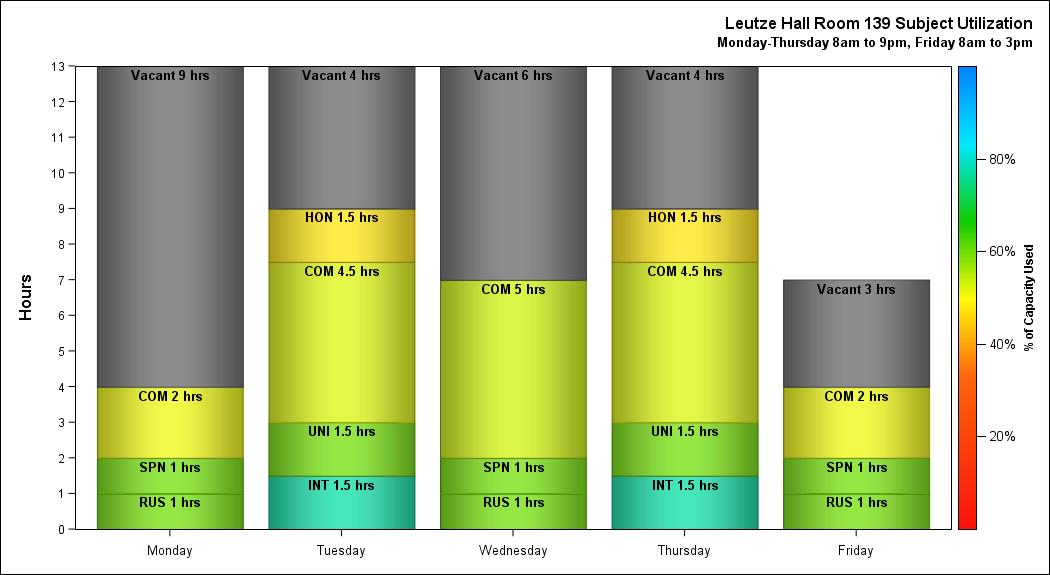 Leutze Hall Room 139 Subject Utilization
Monday-Thursday 8am to 9pm, Friday 8am to 3pm
Hours
13
12
11
10
9
8
7
6
5
4
3
2
1
0
Vacant 9 hrs
COM 2 hrs
SPN 1 hrs
RUS 1 hrs
Vacant 4 hrs
HON 1.5 hrs
COM 4.5 hrs
UNI 1.5 hrs
INT 1.5 hrs
Vacant 6 hrs
COM 5 hrs
SPN 1 hrs
RUS 1 hrs
Vacant 4 hrs
HON 1.5 hrs
COM 4.5 hrs
UNI 1.5 hrs
INT 1.5 hrs
Vacant 3 hrs
COM 2 hrs
SPN 1 hrs
RUS 1 hrs
Monday Tuesday Wednesday Thursday Friday
80%
60%
40%
20%
% of Capacity Used